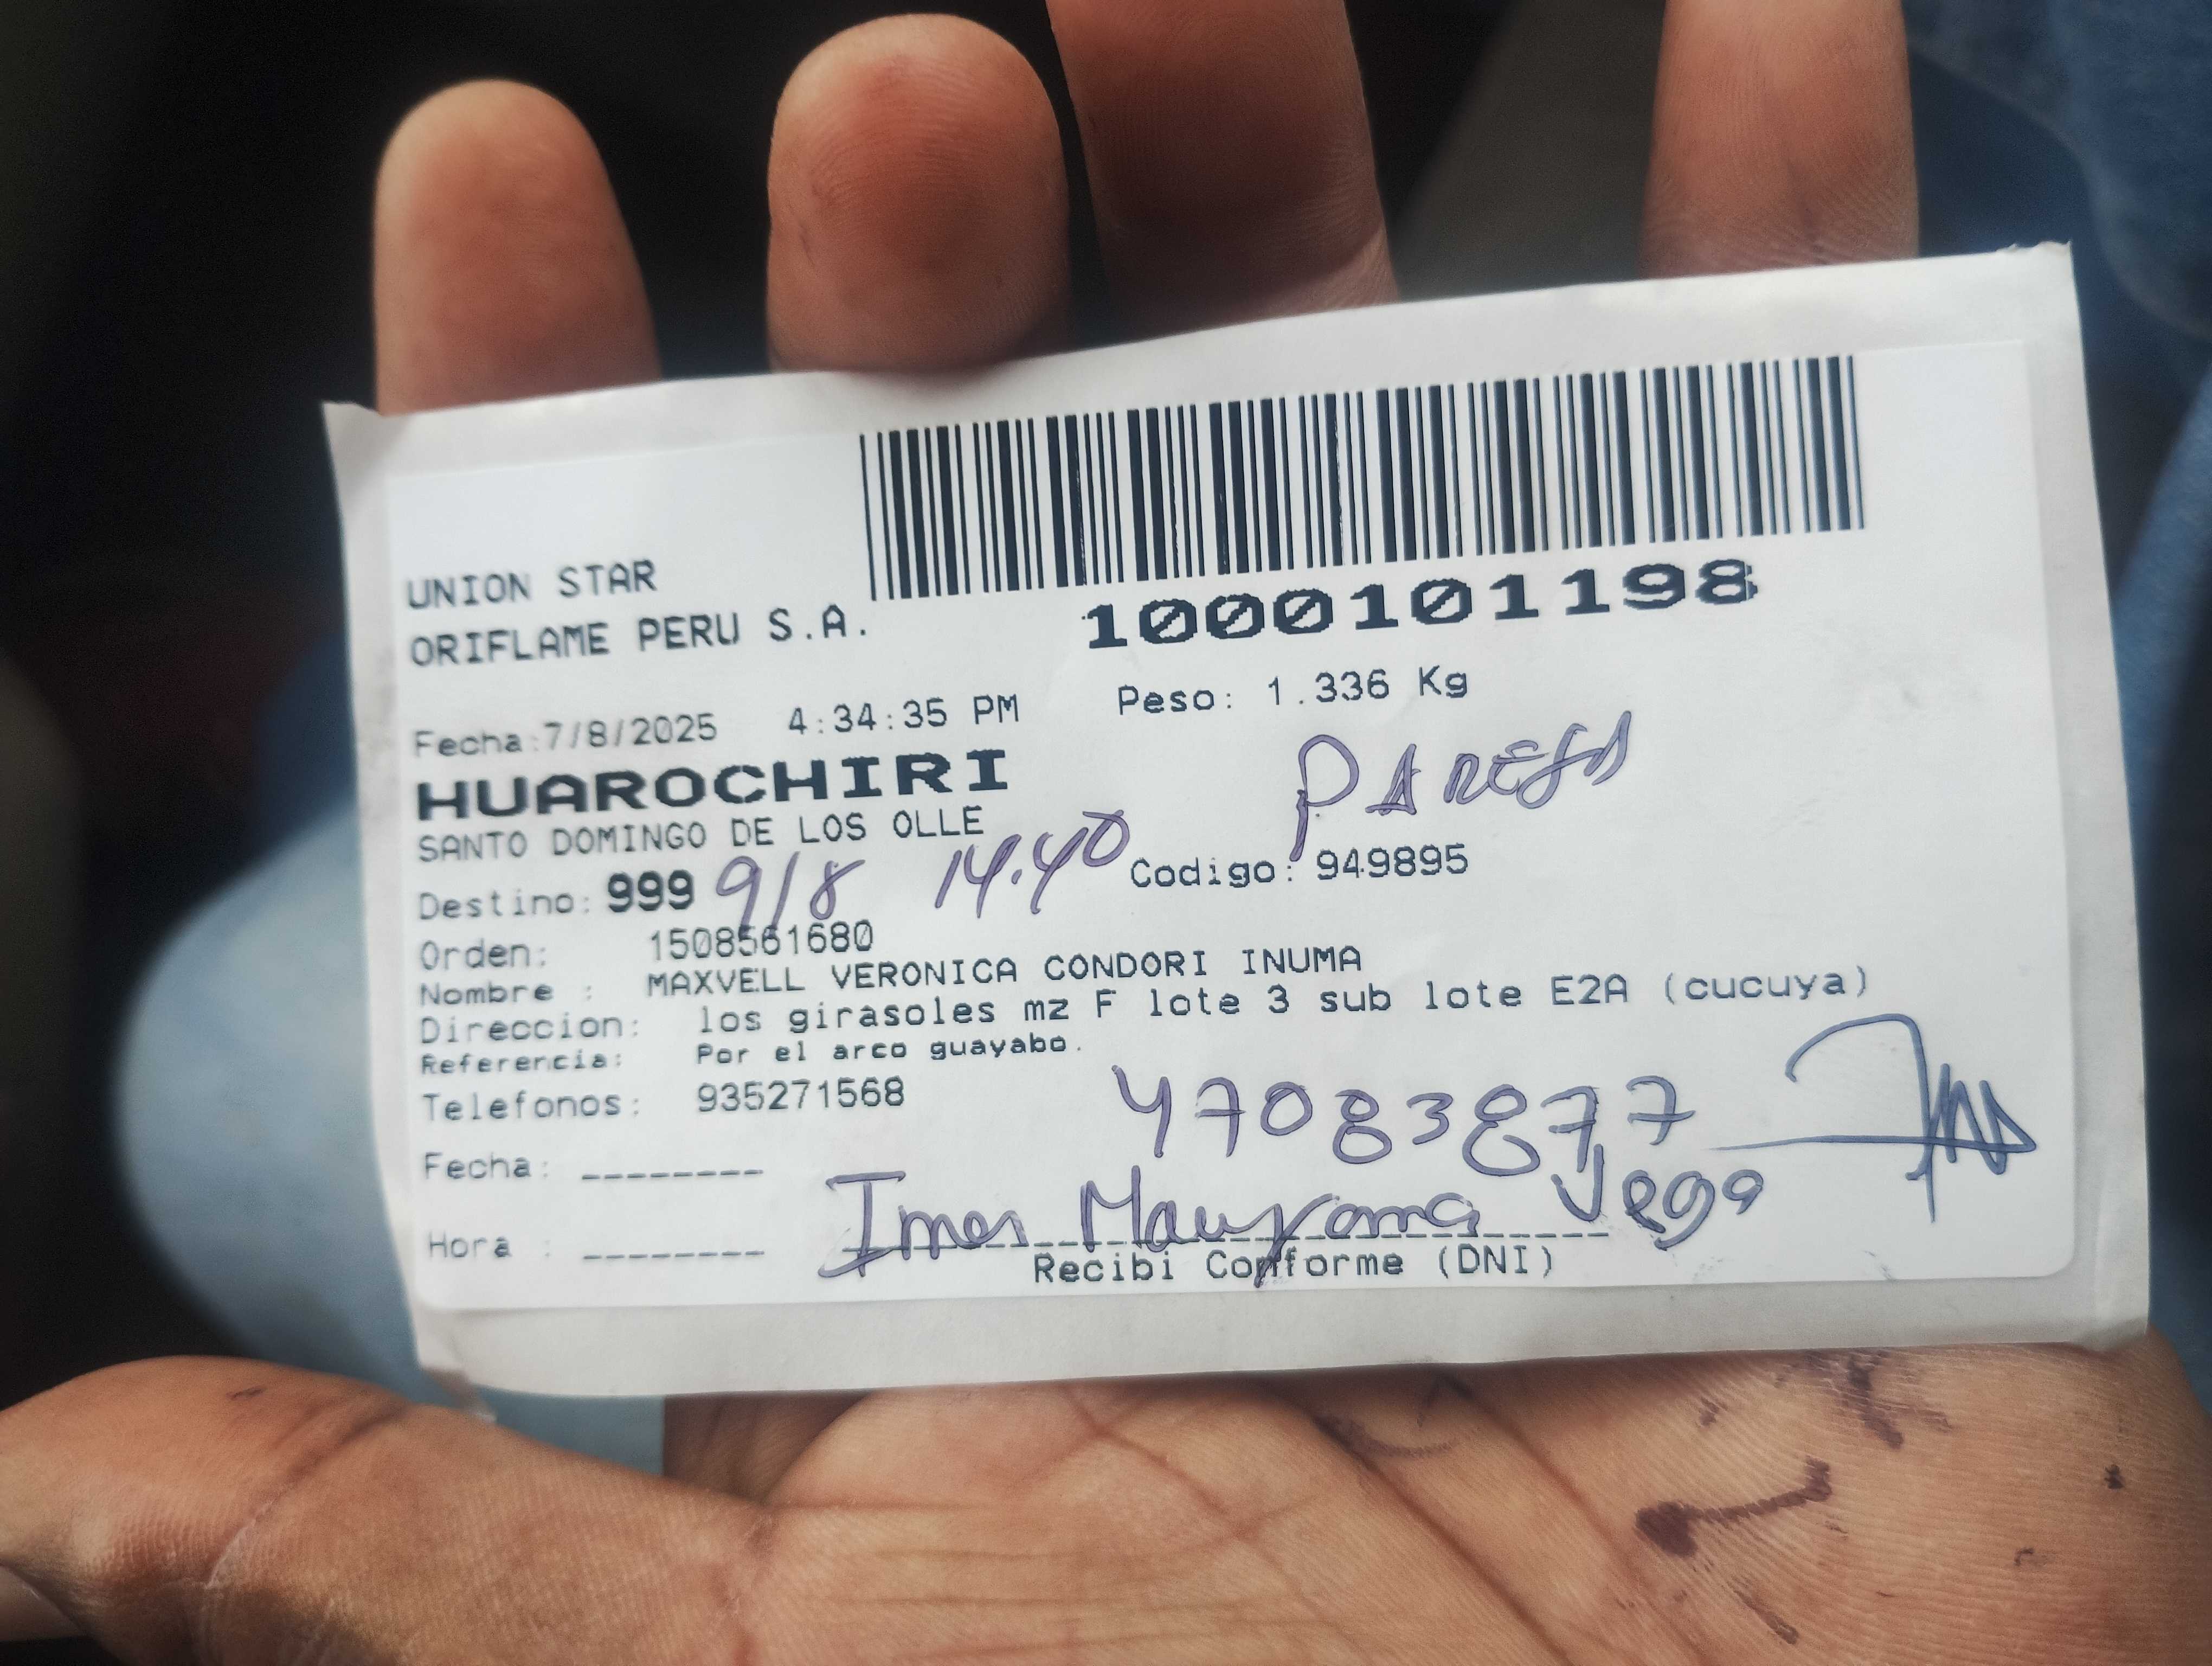 1000101198
UNION STAR
ORIFLAME PERU S.A.
Fecha:7/8/2025 4:34:35 PM Peso: 1.336 Kg
HUAROCHIRI
SANTO DOMINGO DE LOS OLLE
9/8 14.40
Destino: 999 Codigo: 949895
Orden: 1508561680
Nombre : MAXVELL VERONICA CONDORI INUMA
Direccion: los girasoles mz F lote 3 sub lote E2A (cucuya)
Referencia: Por el arco guayabo.
Telefonos: 935271568
47083877
Fecha: --------
Vega
Hora : --------
Recibi Conforme (DNI)